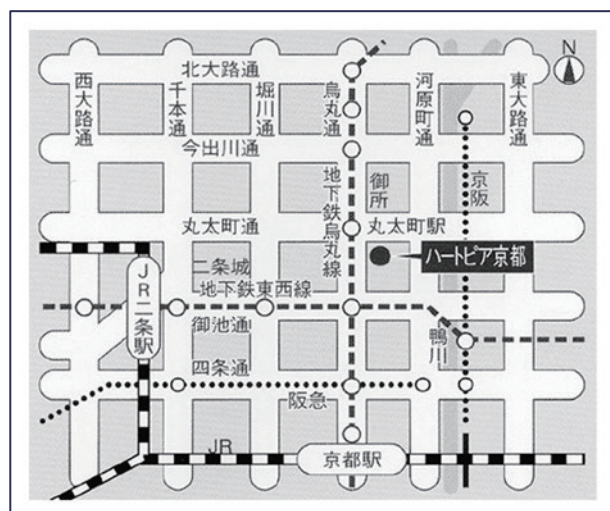 N
北大路通
西大路通
千本通
堀川通
烏丸通
河原町通
東大路通
今出川通
地下鉄烏丸線
御所
京阪
丸太町通
丸太町駅
ハートピア京都
二条城
地下鉄東西線
JR二条駅
御池通
鴨川
四条通
阪急
JR
京都駅